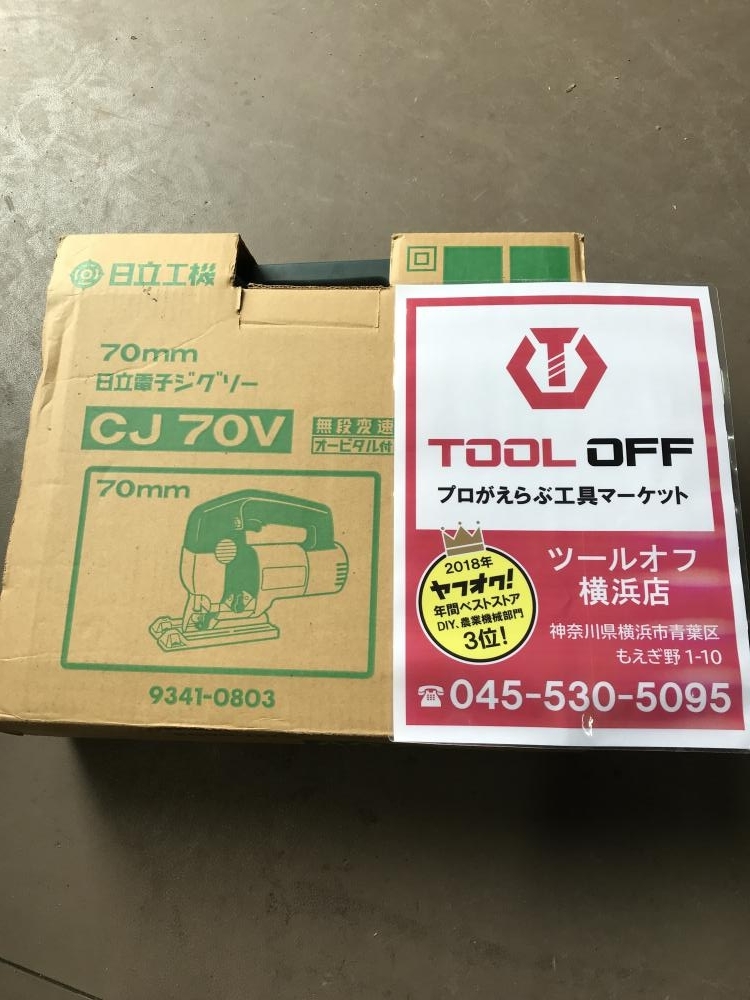 日立工機
70mm
日立電子ジグソー
CJ 70V
無段変速
オービタル付
70mm
9341-0803
TOOL OFF
プロがえらぶ工具マーケット
2018年
ヤフオク!
年間ベストストア
DIY、農業機械部門
3位!
ツールオフ
横浜店
神奈川県横浜市青葉区
もえぎ野 1-10
045-530-5095